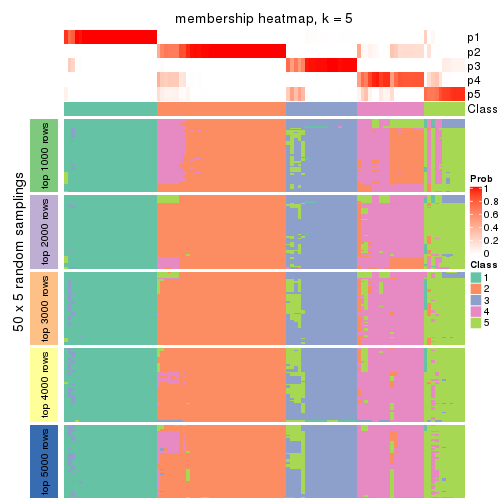 membership heatmap, k = 5
p1
p2
p3
p4
p5
Class
50 x 5 random samplings
top 1000 rows
top 2000 rows
top 3000 rows
top 4000 rows
top 5000 rows
Prob
1
0.8
0.6
0.4
0.2
0
Class
1
2
3
4
5